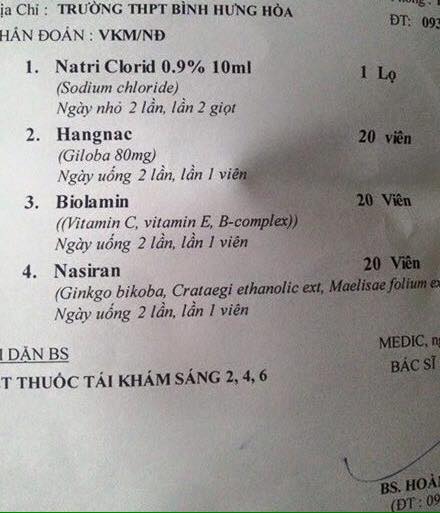 ịa Chỉ : TRƯỜNG THPT BÌNH HƯNG HÒA
ĐT: 093
HẨN ĐOÁN : VKM/NĐ
1. Natri Clorid 0.9% 10ml 1 Lọ
(Sodium chloride)
Ngày nhỏ 2 lần, lần 2 giọt
2. Hangnac 20 viên
(Giloba 80mg)
Ngày uống 2 lần, lần 1 viên
3. Biolamin 20 Viên
((Vitamin C, vitamin E, B-complex))
Ngày uống 2 lần, lần 1 viên
4. Nasiran 20 Viên
(Ginkgo bikoba, Crataegi ethanolic ext, Maelisae folium ex
Ngày uống 2 lần, lần 1 viên
I DẶN BS
MEDIC, n
T THUỐC TÁI KHÁM SÁNG 2, 4, 6
BÁC SĨ
BS. HOÀ
(ĐT : 09